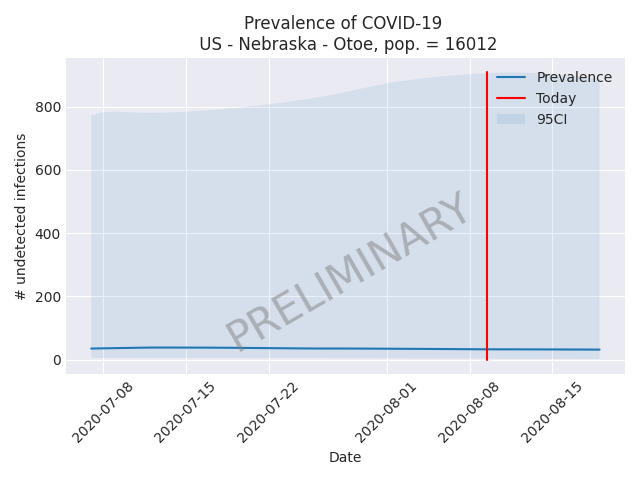 Prevalence of COVID-19
US - Nebraska - Otoe, pop. = 16012
Prevalence
Today
95CI
PRELIMINARY
# undetected infections
800
600
400
200
0
2020-07-08
2020-07-15
2020-07-22
2020-08-01
2020-08-08
2020-08-15
Date